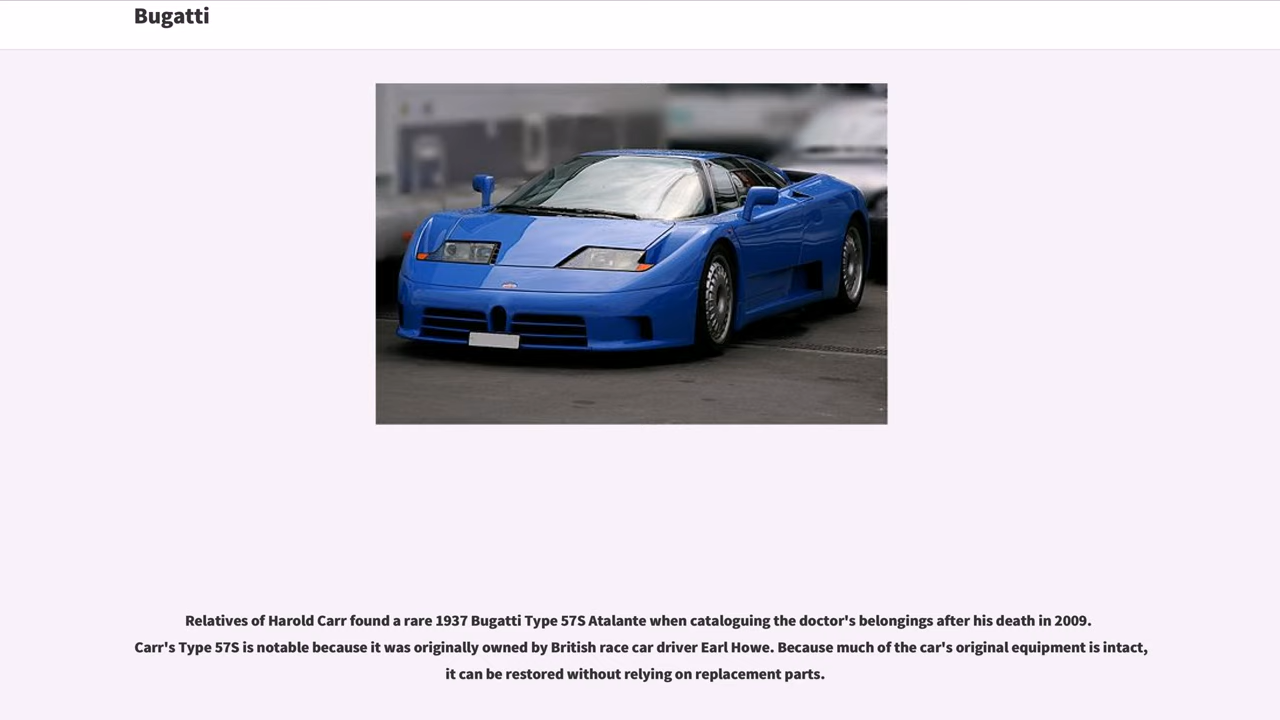 Bugatti
Relatives of Harold Carr found a rare 1937 Bugatti Type 57S Atalante when cataloguing the doctor's belongings after his death in 2009.
Carr's Type 57S is notable because it was originally owned by British race car driver Earl Howe. Because much of the car's original equipment is intact,
it can be restored without relying on replacement parts.